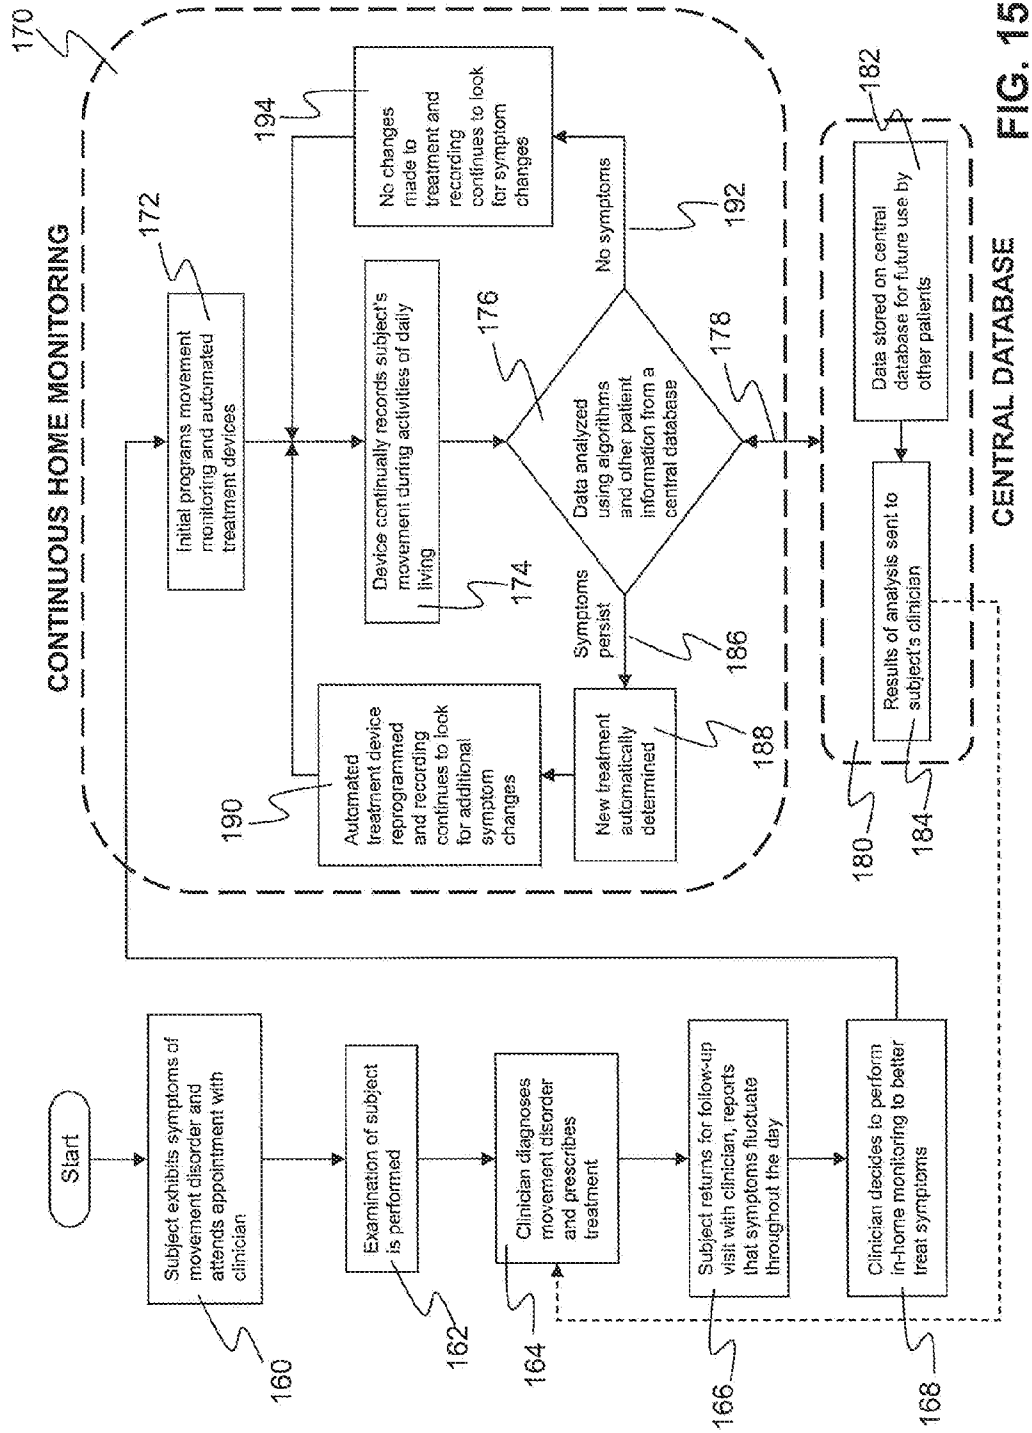 Start
Subject exhibits symptoms of
movement disorder and
attends appointment with
clinician
160
Examination of subject
is performed
162
Clinician diagnoses
movement disorder
and prescribes
treatment
164
Subject returns for follow-up
visit with clinician, reports
that symptoms fluctuate
throughout the day
166
Clinician decides to perform
in-home monitoring to better
treat symptoms
168
CONTINUOUS HOME MONITORING
170
Initial programs movement
monitoring and automated
treatment devices
172
Device continually records subject's
movement during activities of daily
living
174
Data analyzed
using algorithms
and other patient
information from a
central database
176
178
Symptoms
persist
186
New treatment
automatically
determined
188
Automated
treatment device
reprogrammed
and recording
continues to look
for additional
symptom
changes
190
No symptoms
192
No changes
made to
treatment and
recording
continues to look
for symptom
changes
194
180
Data stored on central
database for future use by
other patients
182
Results of analysis sent to
subject's clinician
184
CENTRAL DATABASE
FIG. 15